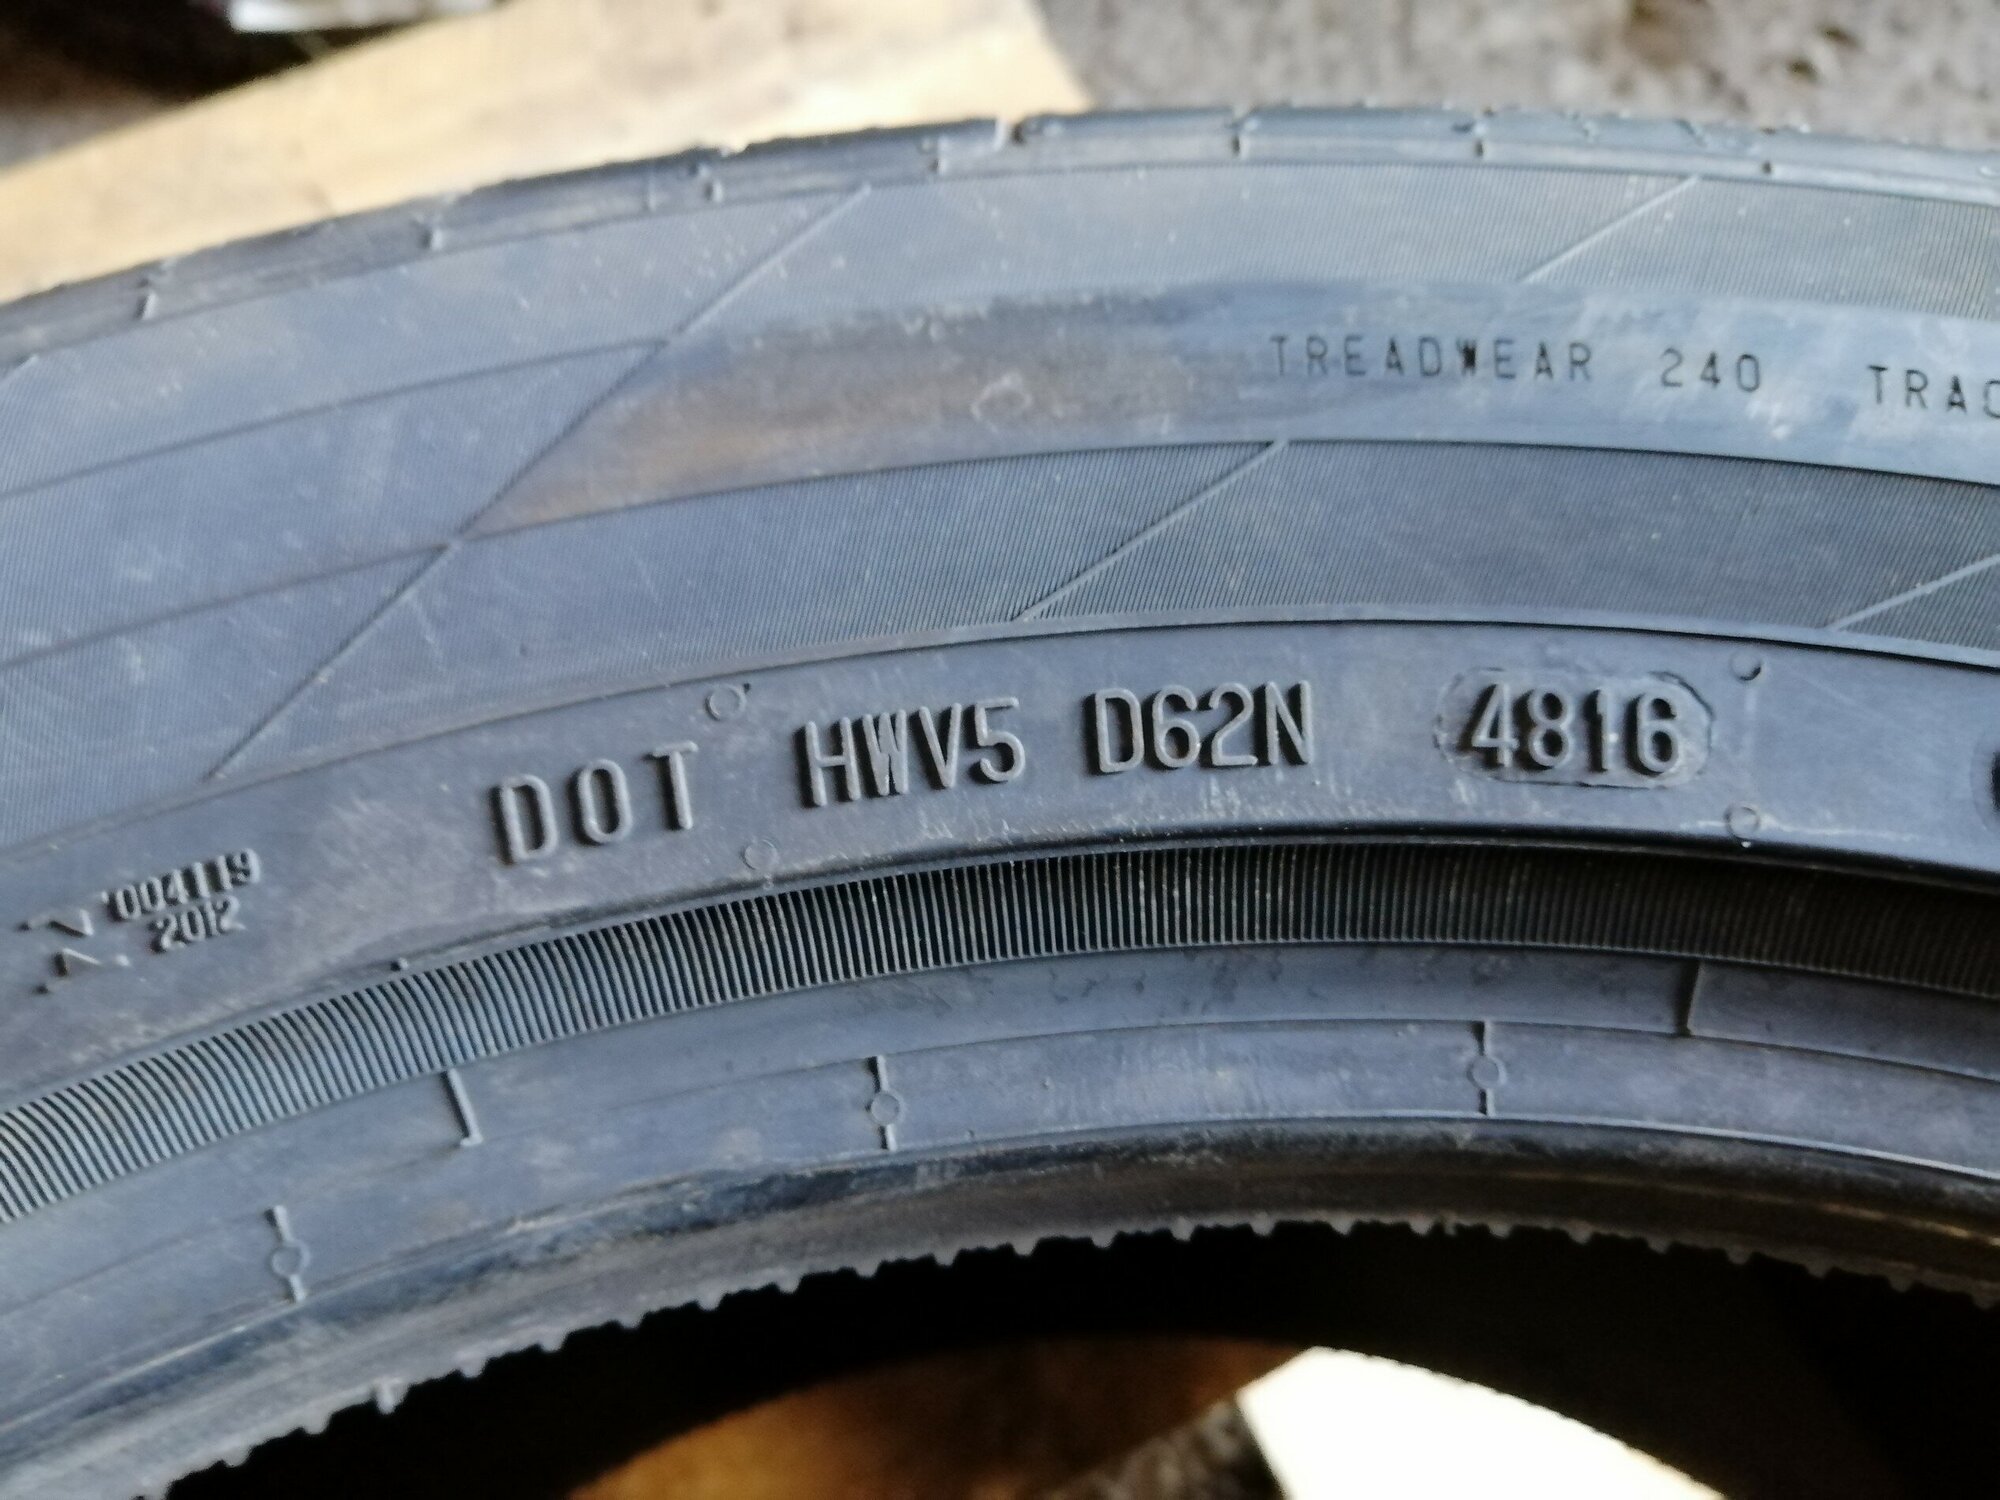 TREADWEAR 240 TRAC
DOT HWV5 D62N 4816
004119
2012